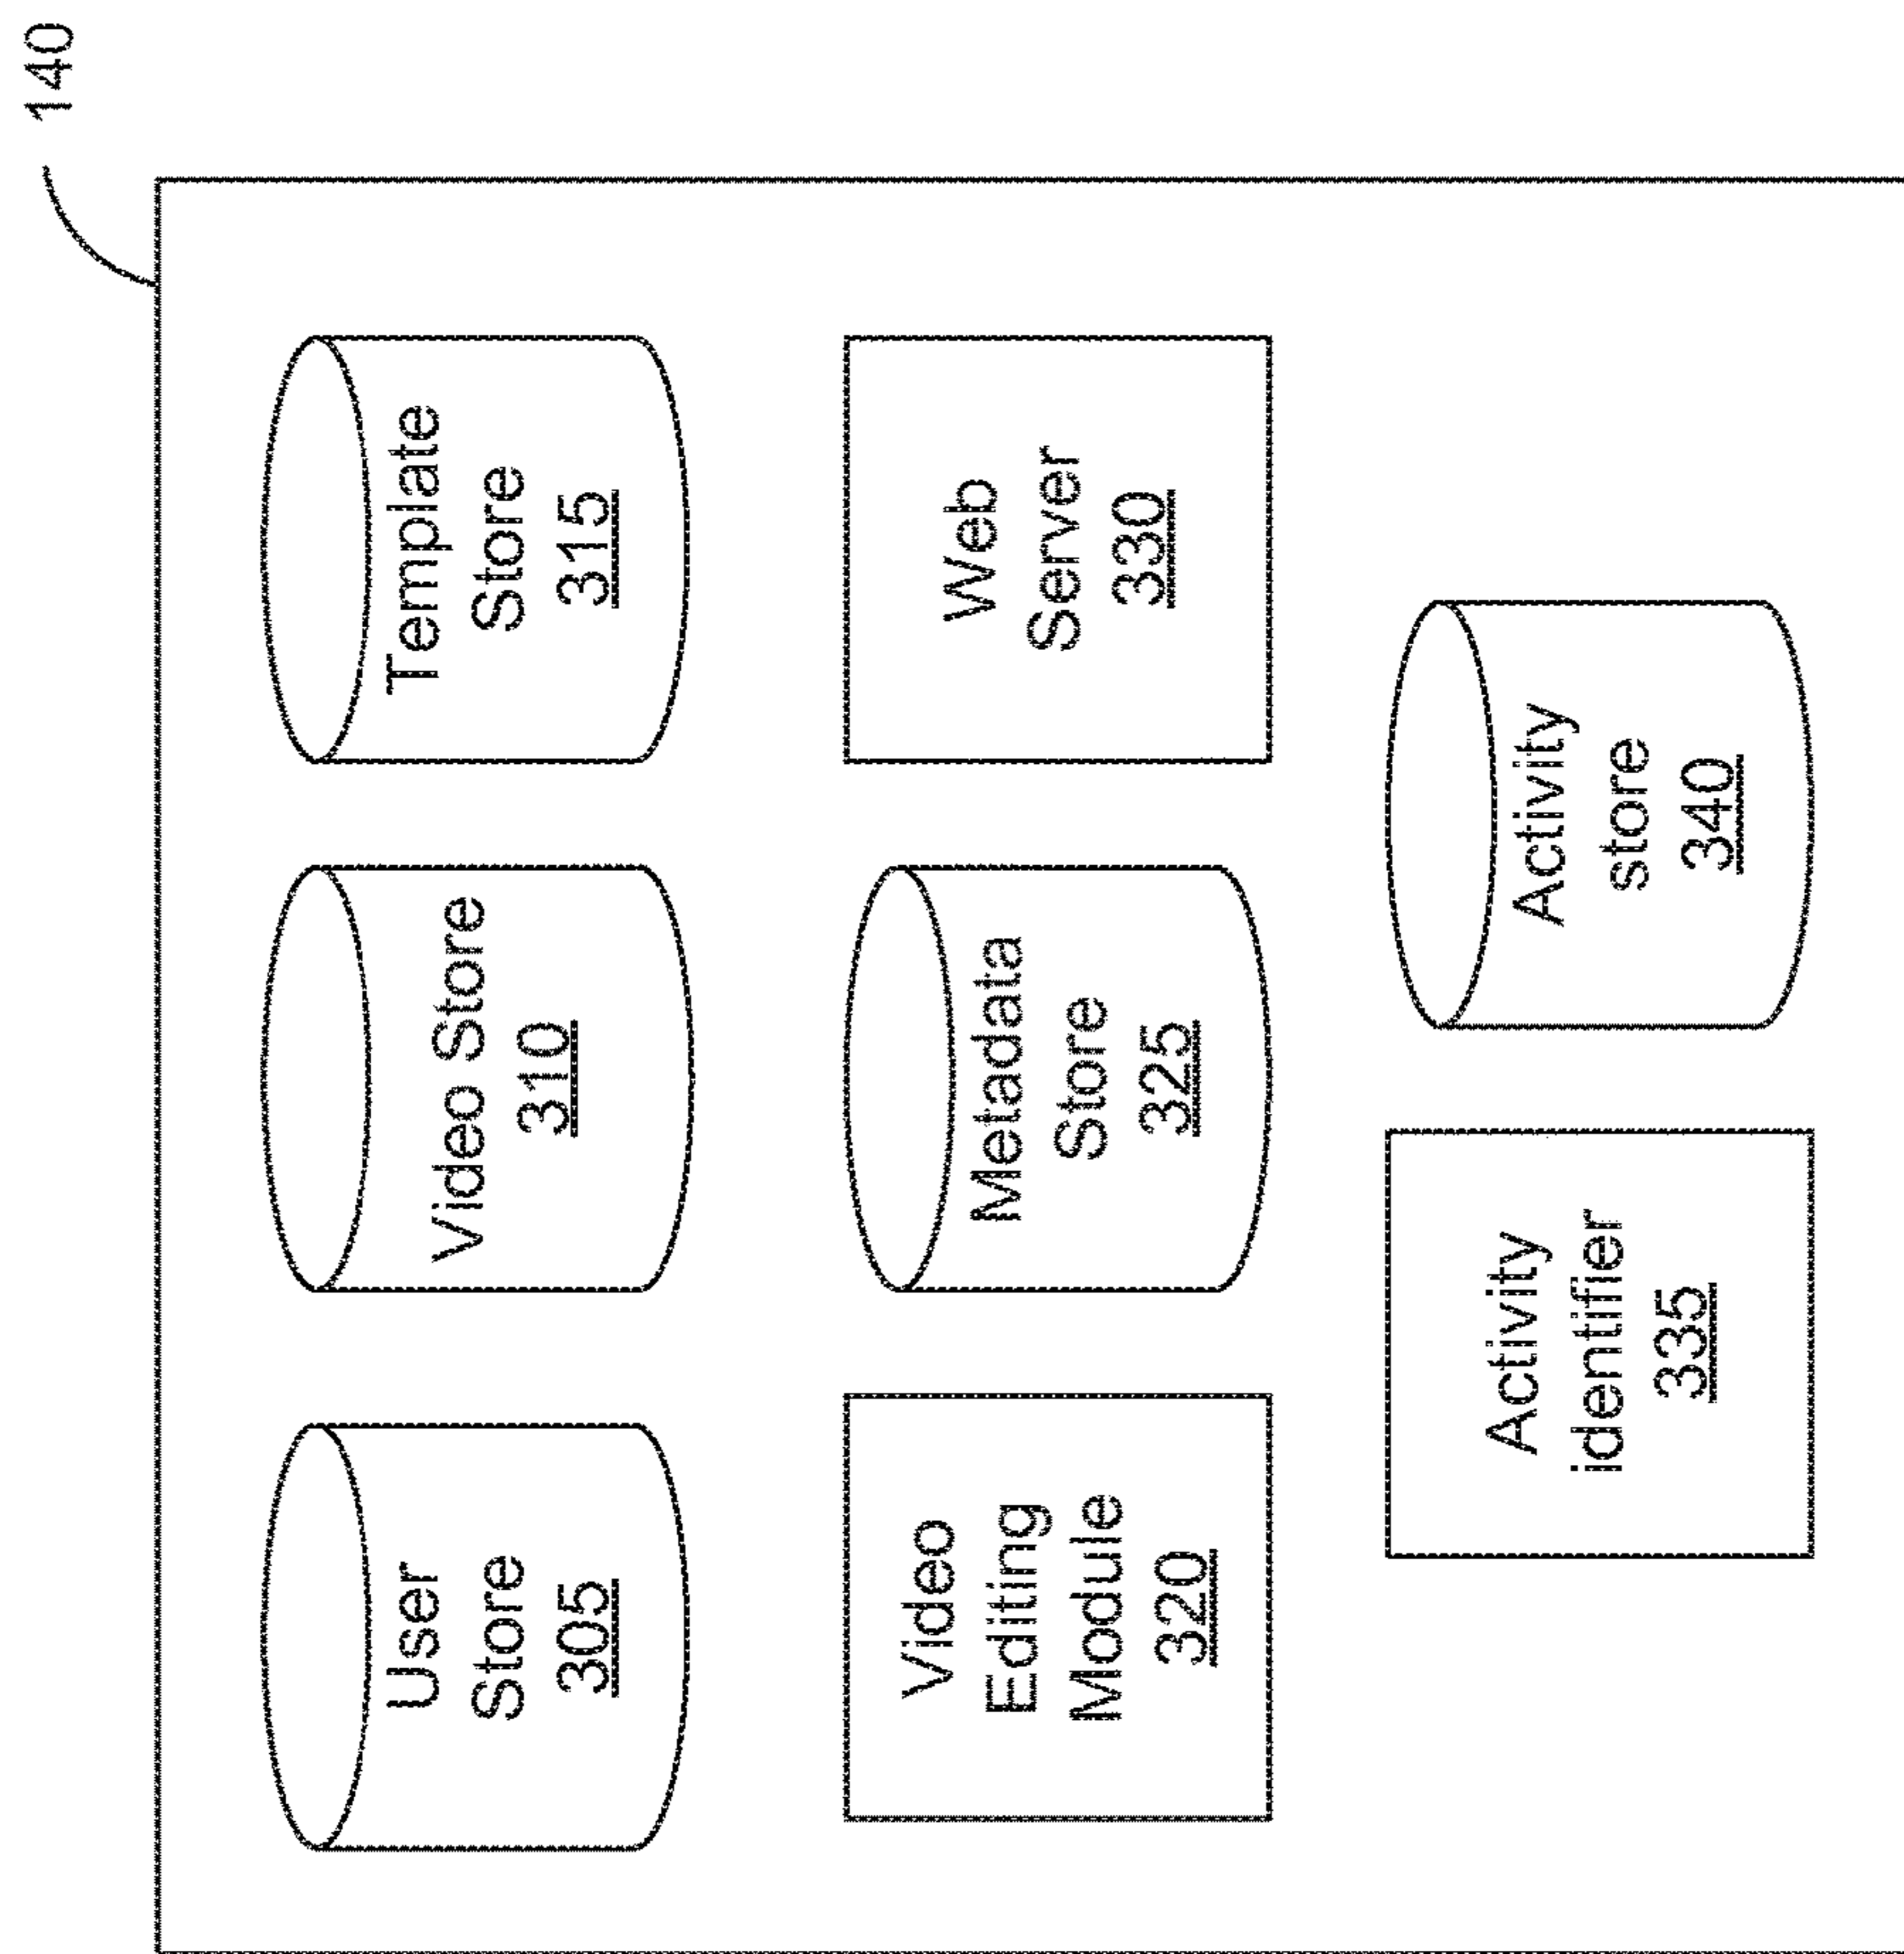 140
User
Store
305
Video Store
310
Template
Store
315
Video
Editing
Module
320
Metadata
Store
325
Web
Server
330
Activity
identifier
335
Activity
store
340